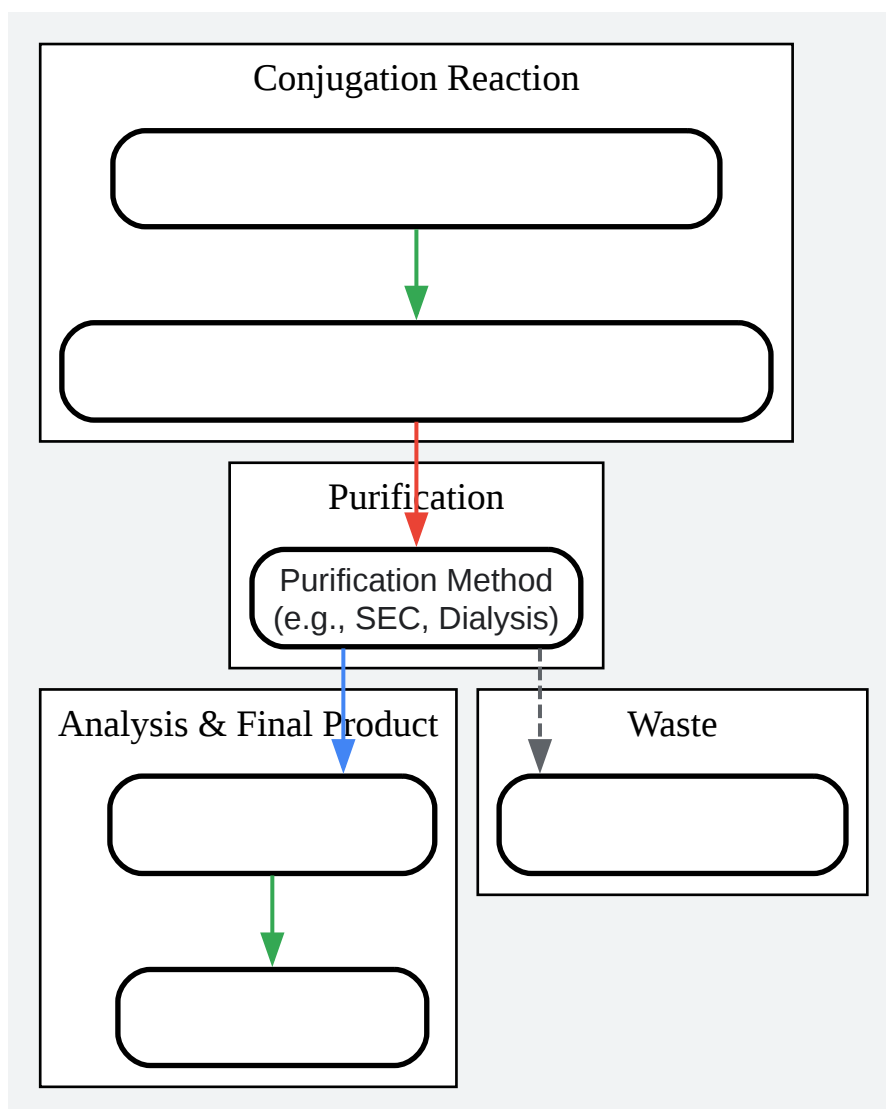 Conjugation Reaction
Purification
Purification Method
(e.g., SEC, Dialysis)
Analysis & Final Product
Waste